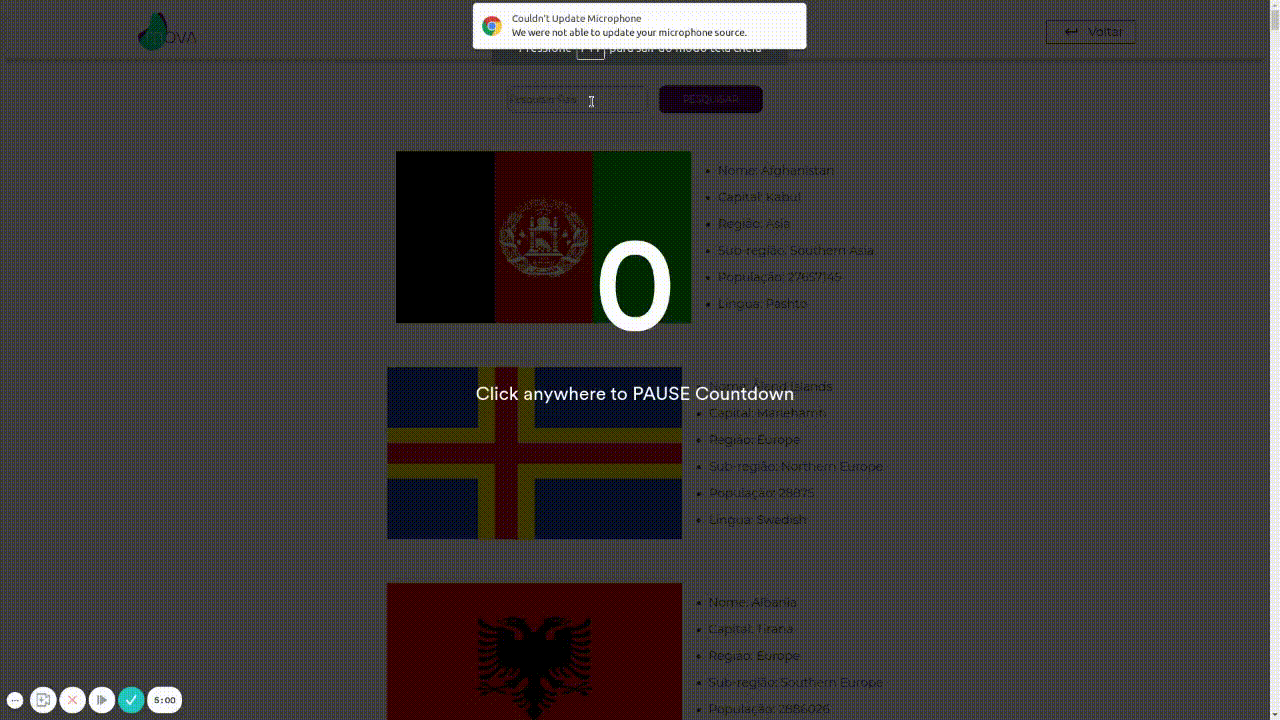 Couldn't Update Microphone
We were not able to update your microphone source.
Pressione F11 para sair do modo tela cheia
NOVA
Voltar
Pesquisar País
PESQUISAR
Nome: Afghanistan
Capital: Kabul
Região: Asia
Sub-região: Southern Asia
População: 27657145
Língua: Pashto
0
Click anywhere to PAUSE Countdown
Nome: Åland Islands
Capital: Mariehamn
Região: Europe
Sub-região: Northern Europe
População: 28875
Língua: Swedish
Nome: Albania
Capital: Tirana
Região: Europe
Sub-região: Southern Europe
População: 2886026
5:00